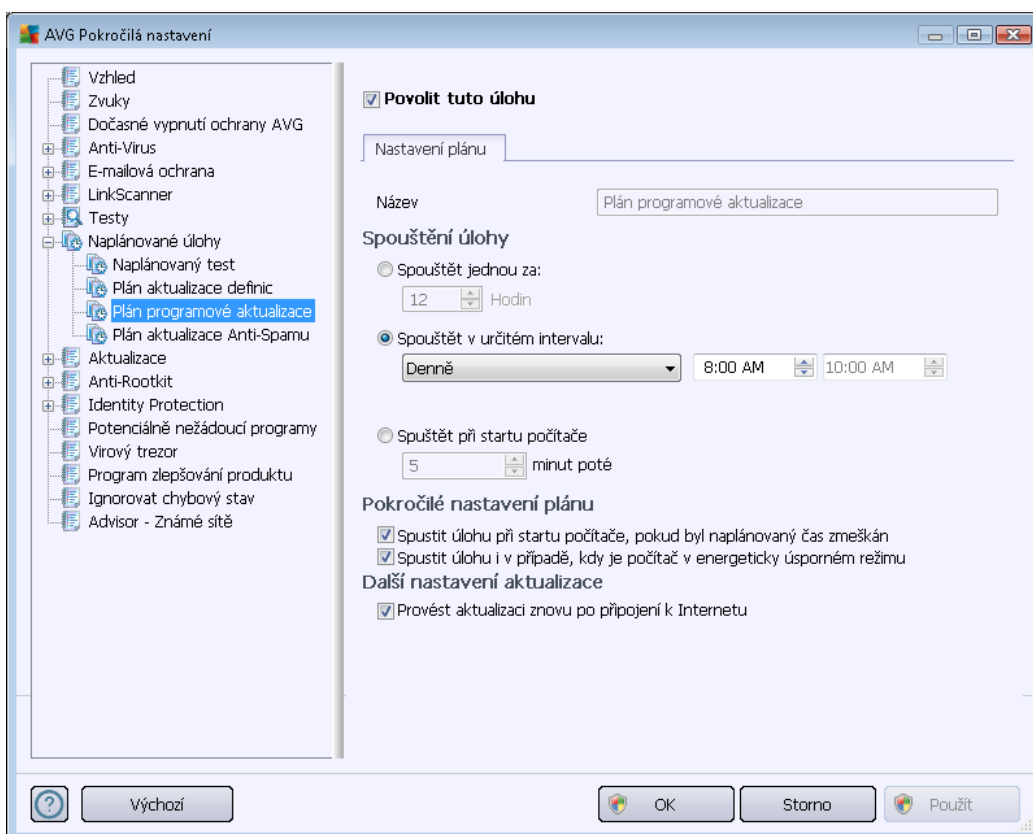 AVG Pokročilá nastavení
Vzhled
Zvuky
Dočasné vypnutí ochrany AVG
Anti-Virus
E-mailová ochrana
LinkScanner
Testy
Naplánované úlohy
Naplánovaný test
Plán aktualizace definic
Plán programové aktualizace
Plán aktualizace Anti-Spamu
Aktualizace
Anti-Rootkit
Identity Protection
Potenciálně nežádoucí programy
Virový trezor
Program zlepšování produktu
Ignorovat chybový stav
Advisor - Známé sítě
Povolit tuto úlohu
Nastavení plánu
Název Plán programové aktualizace
Spouštění úlohy
Spouštět jednou za:
12 Hodin
Spouštět v určitém intervalu:
Denně 8:00 AM 10:00 AM
Spuštět při startu počítače
5 minut poté
Pokročilé nastavení plánu
Spustit úlohu při startu počítače, pokud byl naplánovaný čas zmeškán
Spustit úlohu i v případě, kdy je počítač v energeticky úsporném režimu
Další nastavení aktualizace
Provést aktualizaci znovu po připojení k Internetu
? Výchozí OK Storno Použít